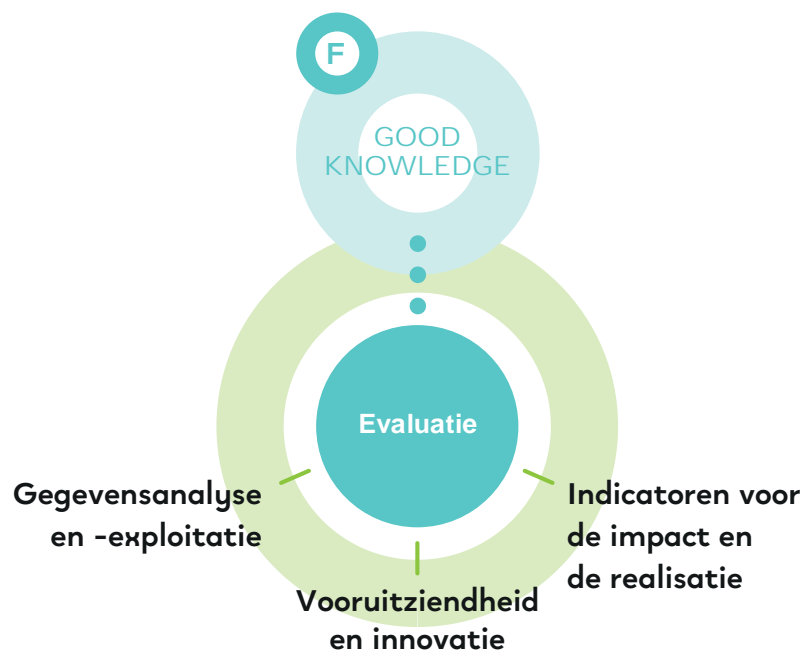 F
GOOD
KNOWLEDGE
Evaluatie
Gegevensanalyse
en -exploitatie
Vooruitziendheid
en innovatie
Indicatoren voor
de impact en
de realisatie